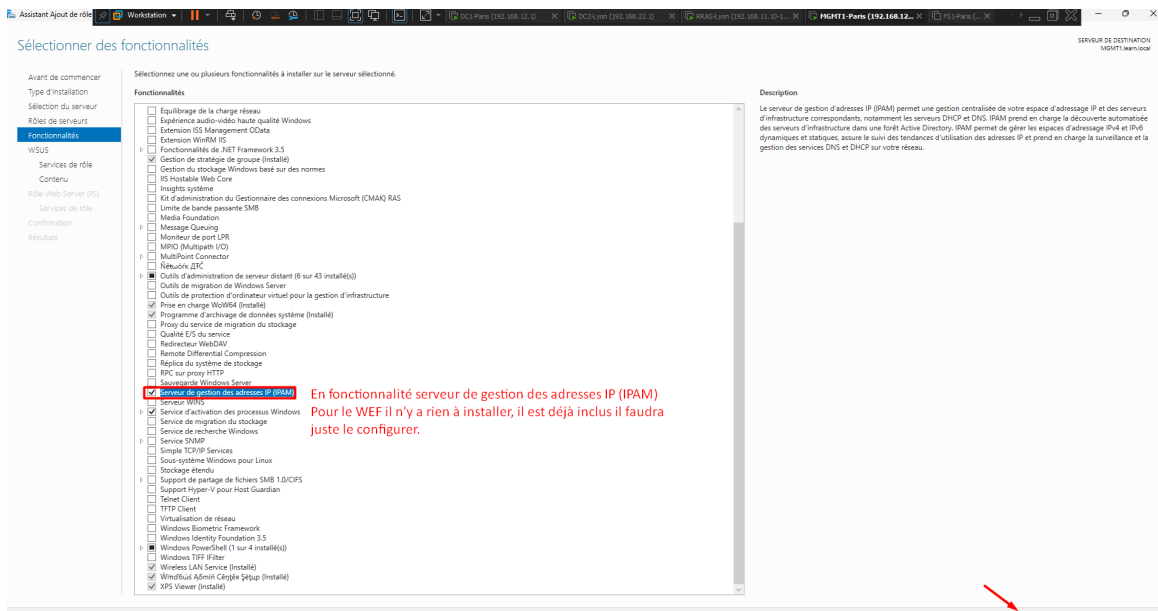 Assistant Ajout de rôle
Workstation
DC1-Paris (192.168.12.1)
DC2-Lyon (192.168.22.1)
RRAS-Lyon (192.168.11.10-1...
MGMT1-Paris (192.168.12...
FS1-Paris (...
Sélectionner des fonctionnalités
SERVEUR DE DESTINATION
MGMT1.learn.local
Avant de commencer
Type d'installation
Sélection du serveur
Rôles de serveurs
Fonctionnalités
WSUS
Services de rôle
Contenu
Rôle Web Server (IIS)
Services de rôle
Confirmation
Résultats
Sélectionnez une ou plusieurs fonctionnalités à installer sur le serveur sélectionné.
Fonctionnalités
Equilibrage de la charge réseau
Expérience audio-vidéo haute qualité Windows
Extension ISS Management OData
Extension WinRM IIS
Fonctionnalités de .NET Framework 3.5
Gestion de stratégie de groupe (Installé)
Gestion du stockage Windows basé sur des normes
IIS Hostable Web Core
Insights système
Kit d'administration du Gestionnaire des connexions Microsoft (CMAK) RAS
Limite de bande passante SMB
Media Foundation
Message Queuing
Moniteur de port LPR
MPIO (Multipath I/O)
MultiPoint Connector
Outils d'administration de serveur distant (6 sur 43 installé(s))
Outils de migration de Windows Server
Outils de protection d'ordinateur virtuel pour la gestion d'infrastructure
Prise en charge WoW64 (Installé)
Programme d'archivage de données système (Installé)
Proxy du service de migration du stockage
Qualité E/S du service
Redirecteur WebDAV
Remote Differential Compression
Réplica du système de stockage
RPC sur proxy HTTP
Sauvegarde Windows Server
Serveur de gestion des adresses IP (IPAM)
Serveur WINS
Service d'activation des processus Windows
Service de migration du stockage
Service de recherche Windows
Service SNMP
Simple TCP/IP Services
Sous-système Windows pour Linux
Stockage étendu
Support de partage de fichiers SMB 1.0/CIFS
Support Hyper-V pour Host Guardian
Telnet Client
TFTP Client
Virtualisation de réseau
Windows Biometric Framework
Windows Identity Foundation 3.5
Windows PowerShell (1 sur 4 installé(s))
Windows TIFF IFilter
Wireless LAN Service (Installé)
(Installé)
XPS Viewer (Installé)
En fonctionnalité serveur de gestion des adresses IP (IPAM)
Pour le WEF il n'y a rien à installer, il est déjà inclus il faudra
juste le configurer.
Description
Le serveur de gestion d'adresses IP (IPAM) permet une gestion centralisée de votre espace d'adressage IP et des serveurs
d'infrastructure correspondants, notamment les serveurs DHCP et DNS. IPAM prend en charge la découverte automatisée
des serveurs d'infrastructure dans une forêt Active Directory. IPAM permet de gérer les espaces d'adressage IPv4 et IPv6
dynamiques et statiques, assure le suivi des tendances d'utilisation des adresses IP et prend en charge la surveillance et la
gestion des services DNS et DHCP sur votre réseau.